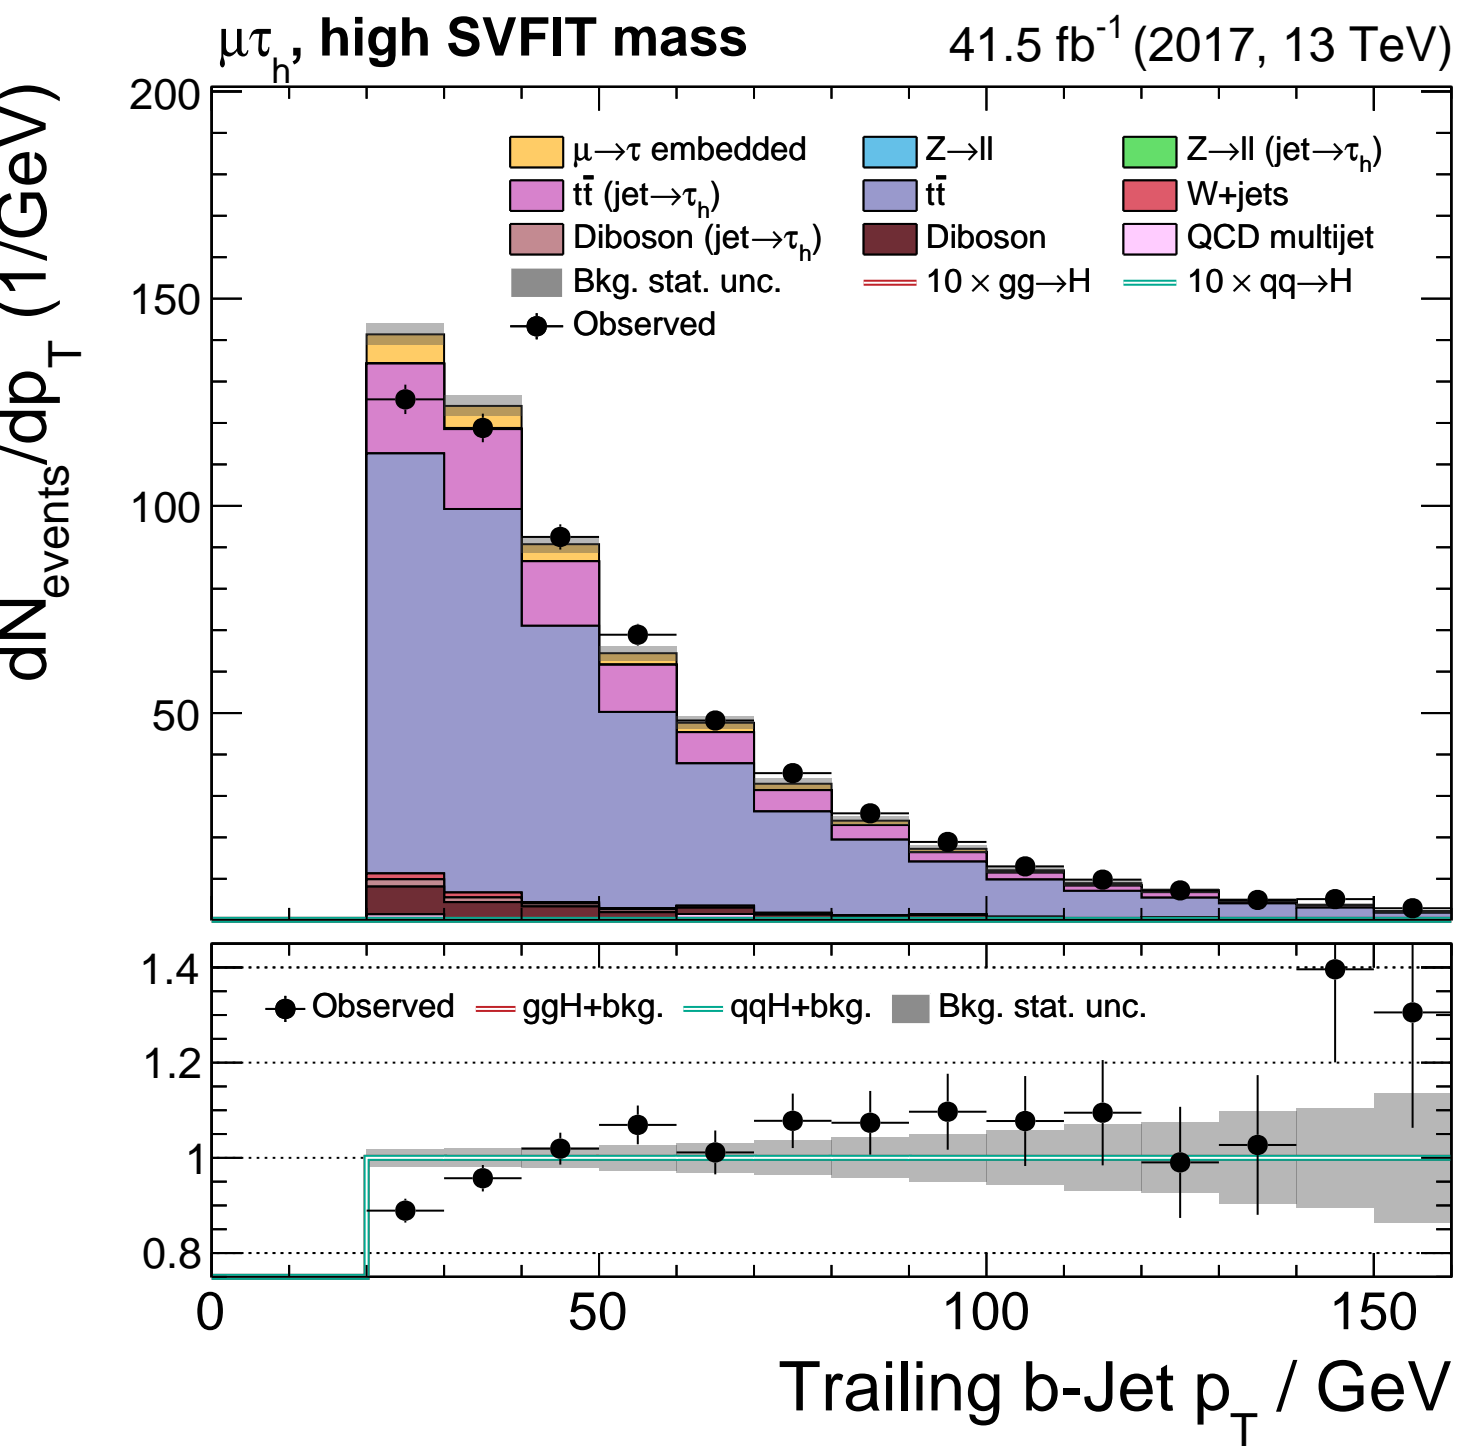 μτh, high SVFIT mass 41.5 fb-1 (2017, 13 TeV)
dNevents/dpT (1/GeV)
200
150
100
50
μ→τ embedded Z→ll Z→ll (jet→τh)
tt̄ (jet→τh) tt̄ W+jets
Diboson (jet→τh) Diboson QCD multijet
Bkg. stat. unc. 10 × gg→H 10 × qq→H
Observed
1.4
1.2
1
0.8
Observed ggH+bkg. qqH+bkg. Bkg. stat. unc.
0 50 100 150
Trailing b-Jet pT / GeV